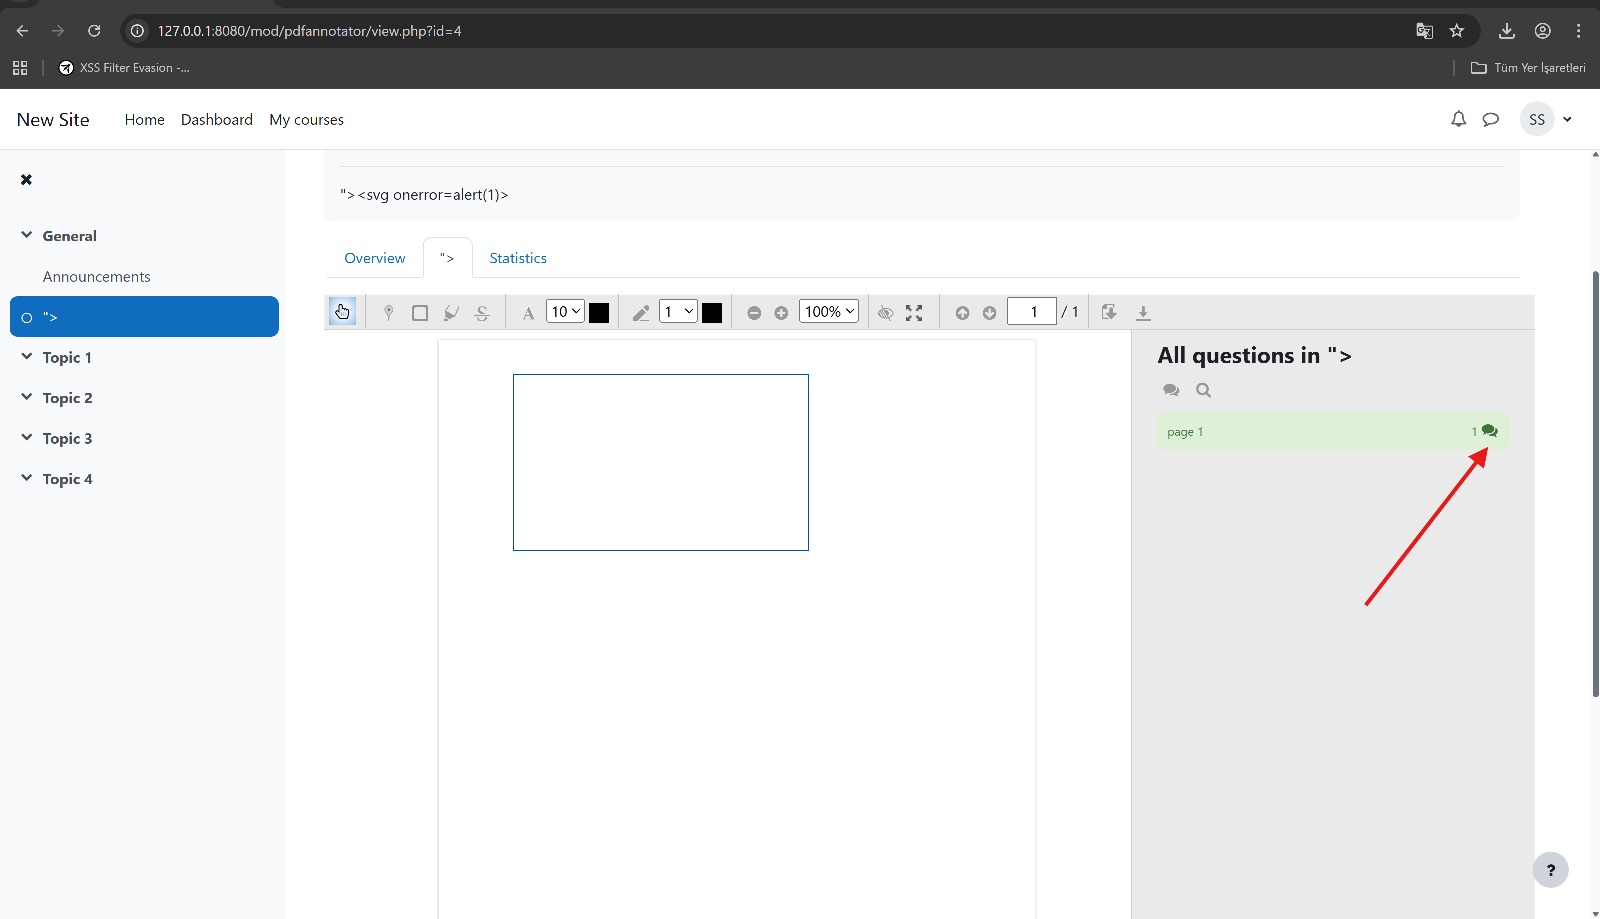 127.0.0.1:8080/mod/pdfannotator/view.php?id=4
XSS Filter Evasion -...
Tüm Yer İşaretleri
New Site
Home
Dashboard
My courses
SS
"><svg onerror=alert(1)>
General
Announcements
">
Topic 1
Topic 2
Topic 3
Topic 4
Overview
">
Statistics
A
10
1
100%
1
/ 1
All questions in ">
page 1
1
?